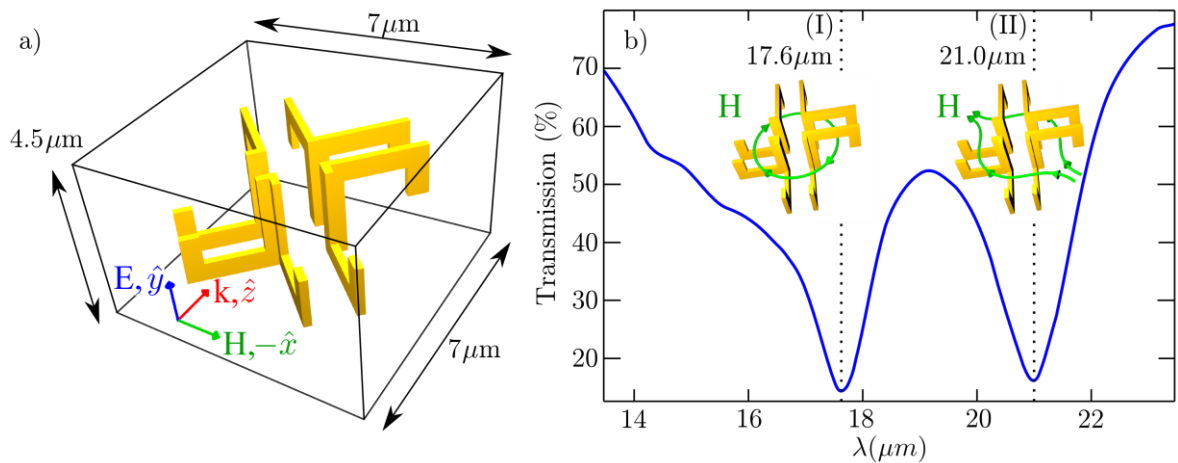 a)
7μm
4.5μm
7μm
E, ŷ
k, ẑ
H, −x̂
b)
(I)
(II)
17.6μm
21.0μm
H
H
Transmission (%)
70
60
50
40
30
20
14
16
18
20
22
λ(μm)